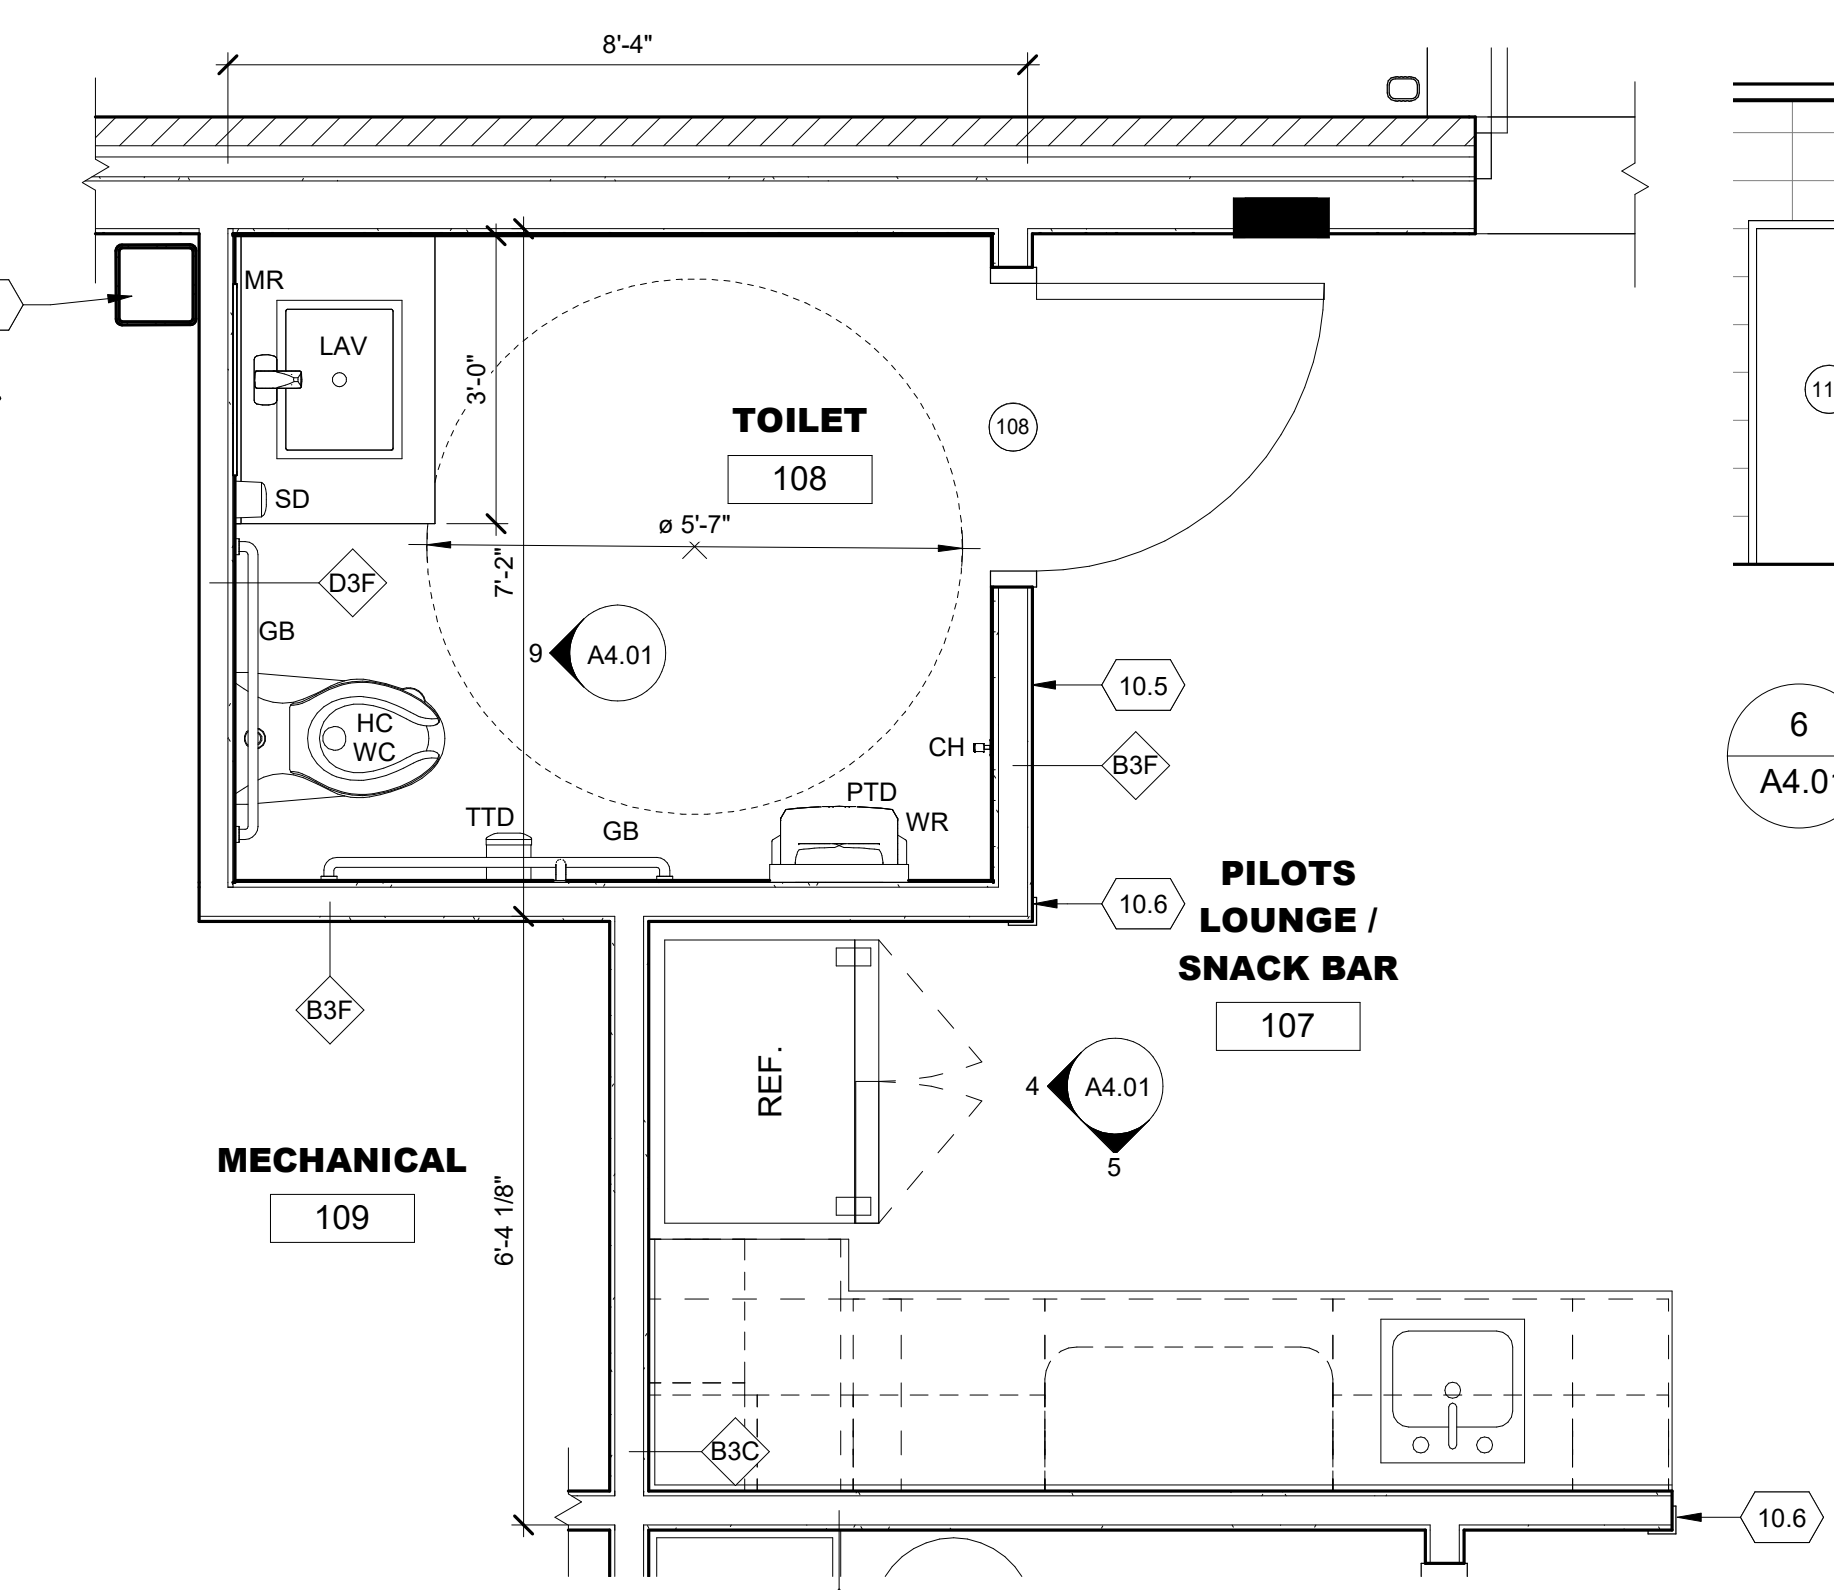 8'-4"
MR
LAV
3'-0"
TOILET
108
108
SD
ø 5'-7"
7'-2"
D3F
GB
9
A4.01
10.5
HC
WC
CH
B3F
PTD
TTD
GB
WR
10.6
PILOTS
LOUNGE /
SNACK BAR
107
B3F
REF.
4
A4.01
5
MECHANICAL
109
6'-4 1/8"
B3C
10.6
11
6
A4.01